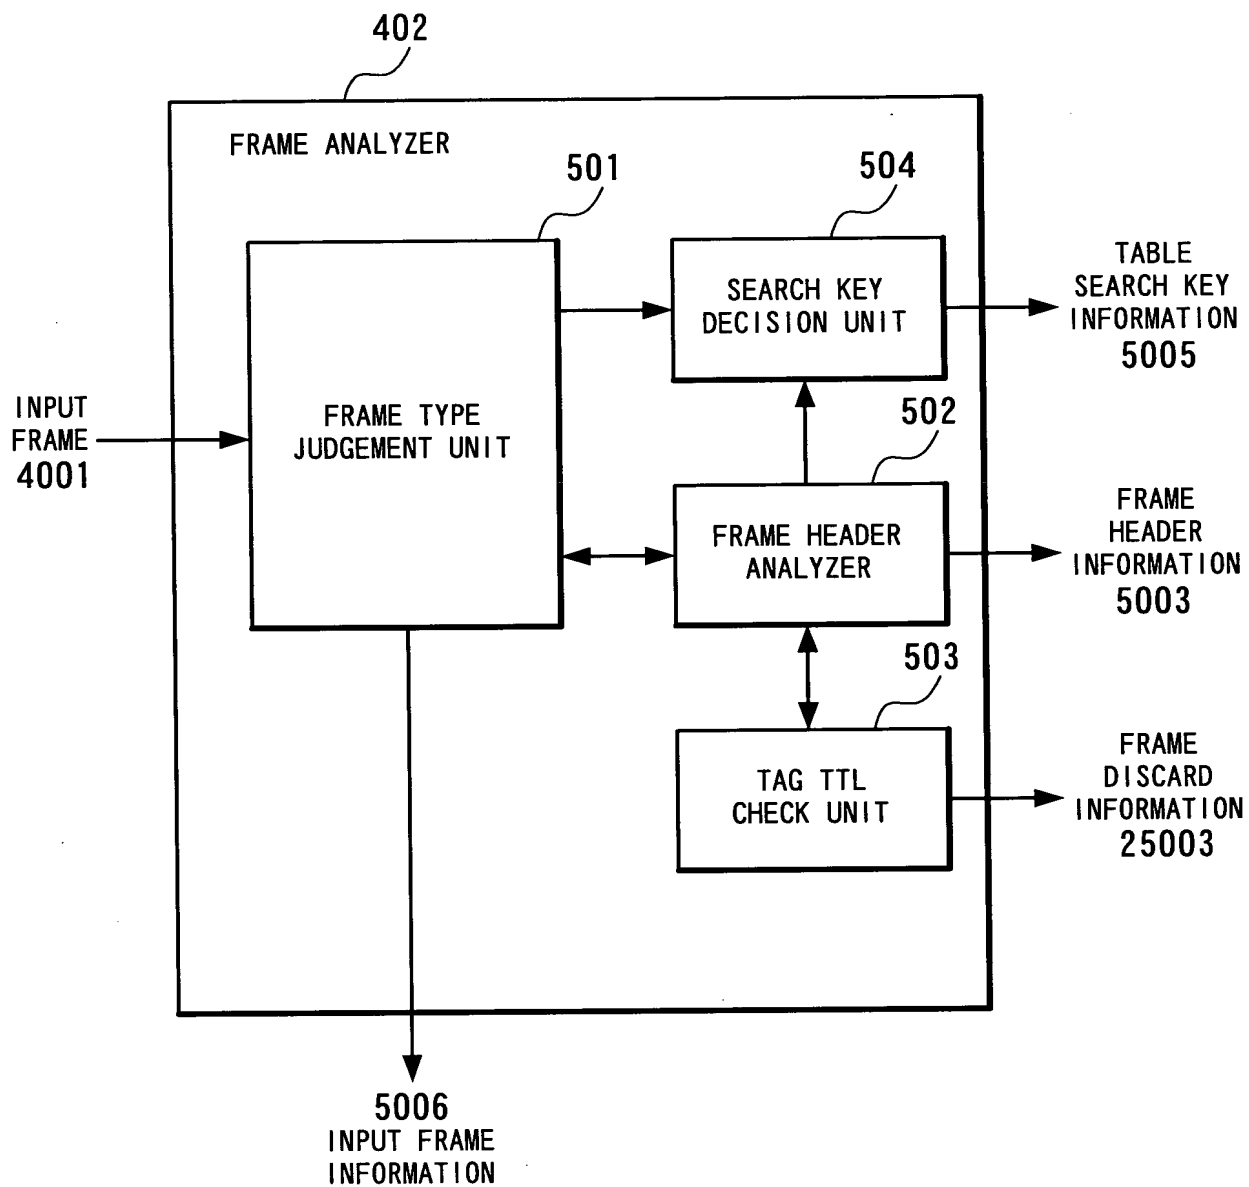 402
FRAME ANALYZER
501
504
SEARCH KEY
DECISION UNIT
TABLE
SEARCH KEY
INFORMATION
5005
INPUT
FRAME
4001
FRAME TYPE
JUDGEMENT UNIT
502
FRAME HEADER
ANALYZER
FRAME
HEADER
INFORMATION
5003
503
TAG TTL
CHECK UNIT
FRAME
DISCARD
INFORMATION
25003
5006
INPUT FRAME
INFORMATION